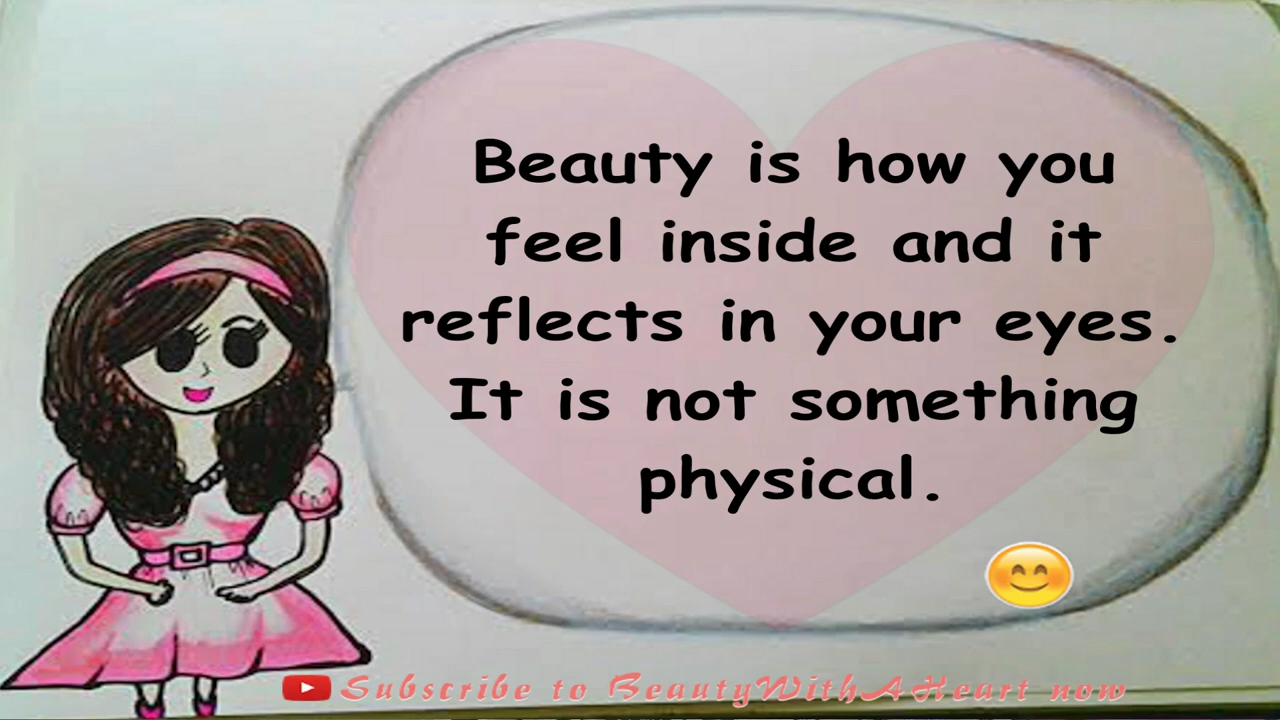 Beauty is how you
feel inside and it
reflects in your eyes.
It is not something
physical.
Subscribe to BeautyWithAHeart now